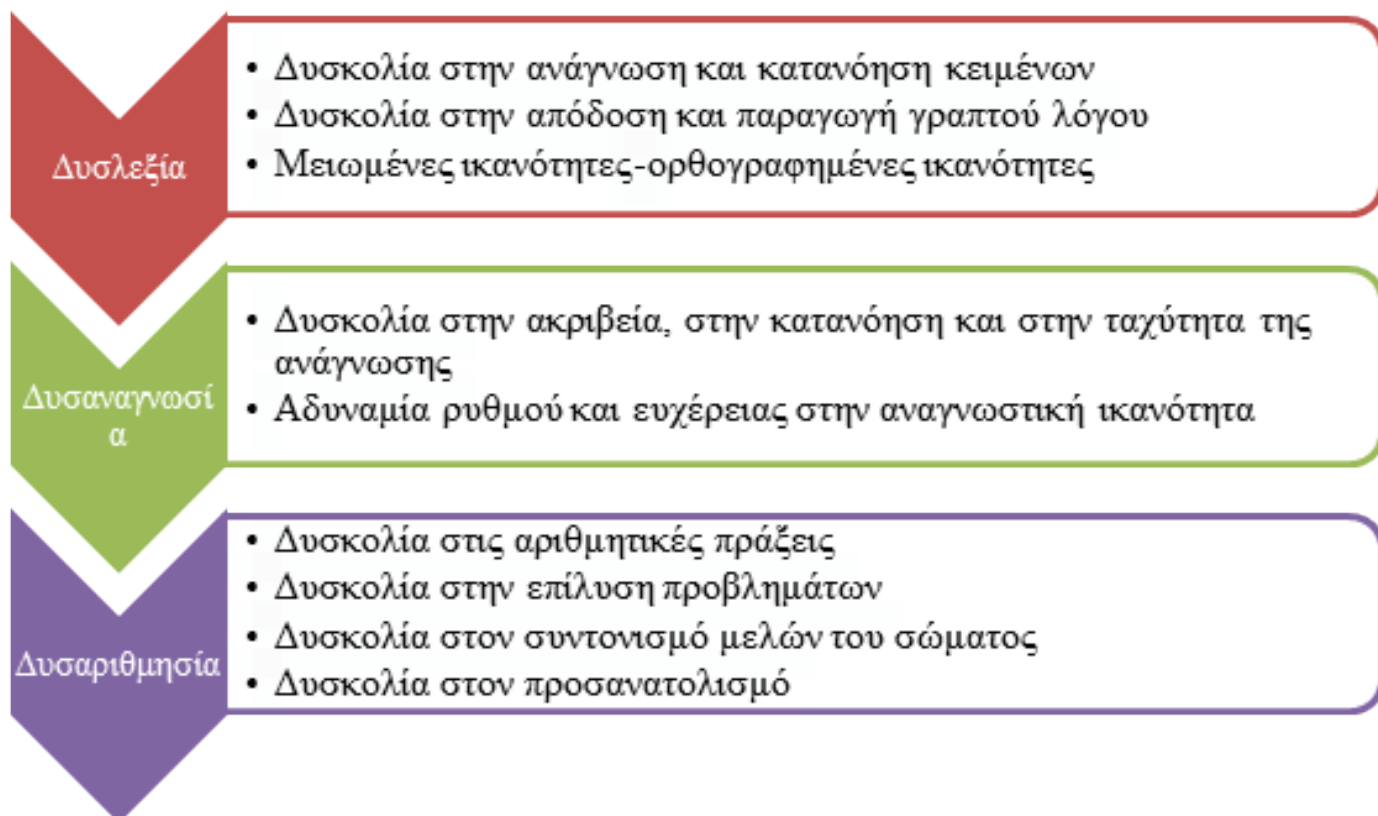 Δυσλεξία
• Δυσκολία στην ανάγνωση και κατανόηση κειμένων
• Δυσκολία στην απόδοση και παραγωγή γραπτού λόγου
• Μειωμένες ικανότητες-ορθογραφημένες ικανότητες
Δυσαναγνωσί
α
• Δυσκολία στην ακριβεία, στην κατανόηση και στην ταχύτητα της
ανάγνωσης
• Αδυναμία ρυθμού και ευχέρειας στην αναγνωστική ικανότητα
Δυσαριθμησία
• Δυσκολία στις αριθμητικές πράξεις
• Δυσκολία στην επίλυση προβλημάτων
• Δυσκολία στον συντονισμό μελών του σώματος
• Δυσκολία στον προσανατολισμό